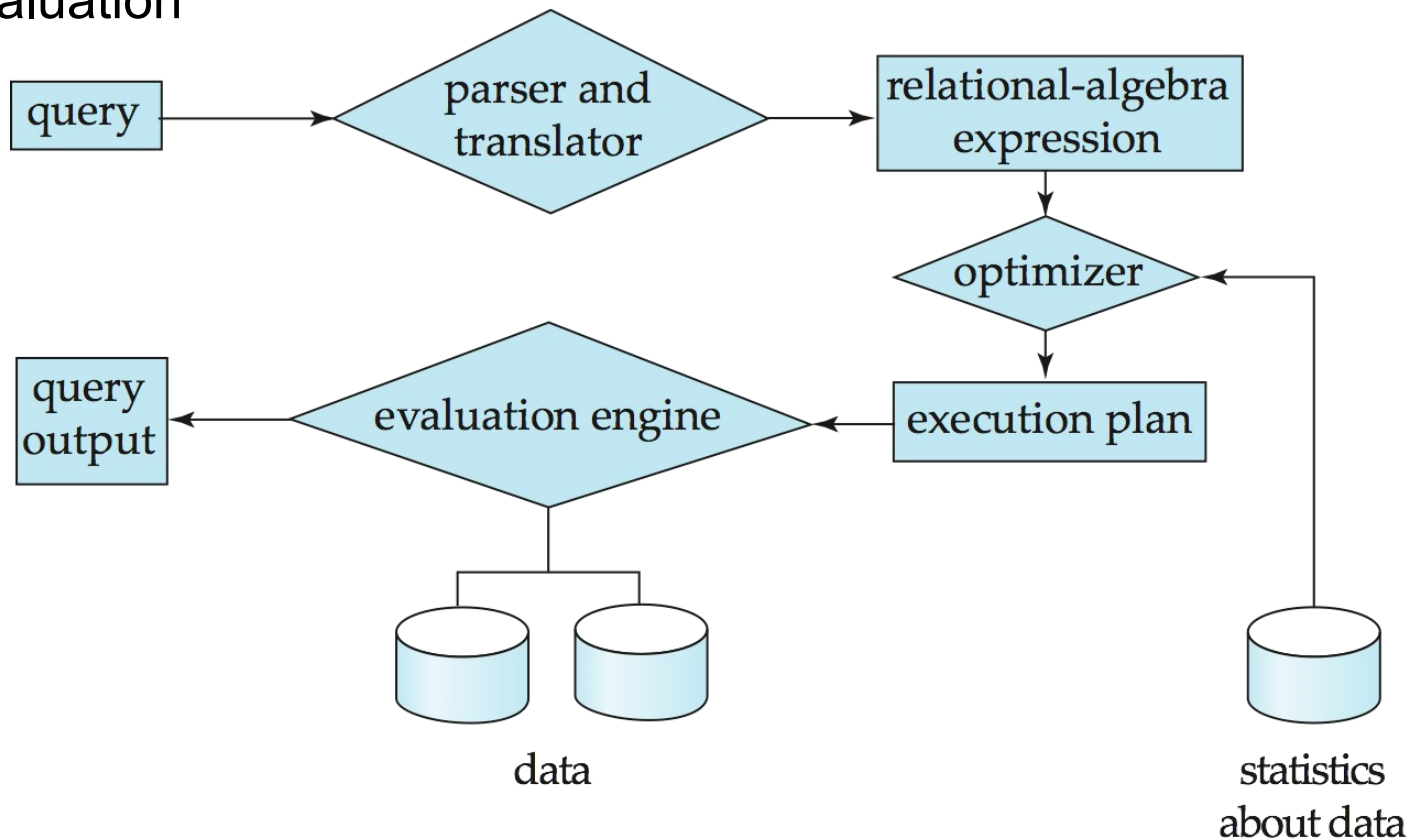 aluation
query
parser and
translator
relational-algebra
expression
optimizer
query
output
evaluation engine
execution plan
data
statistics
about data